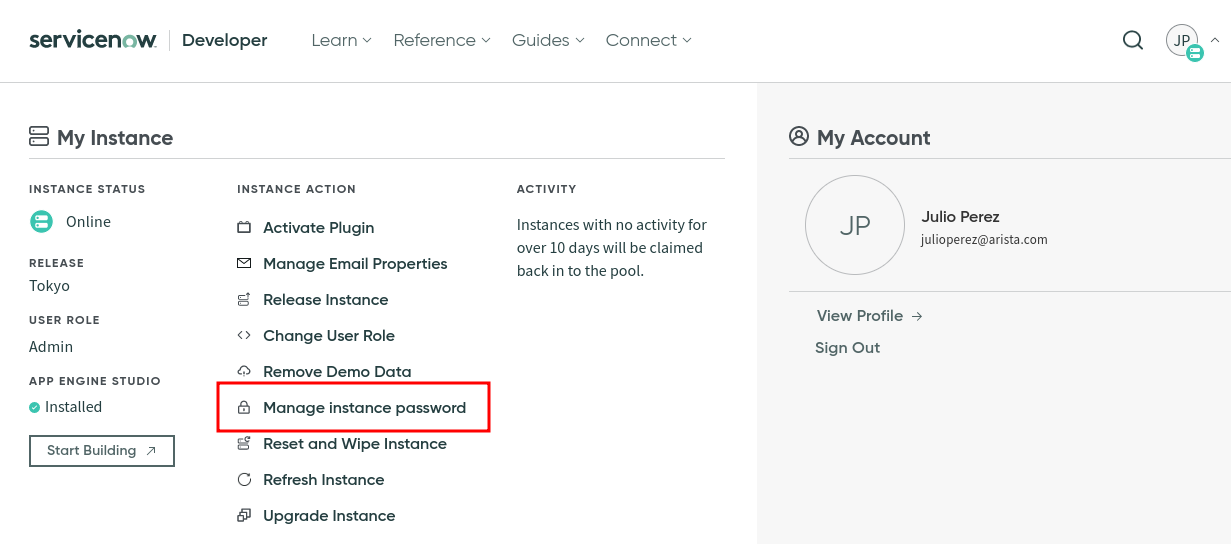 servicenow Developer Learn Reference Guides Connect JP
My Instance
INSTANCE STATUS
Online
RELEASE
Tokyo
USER ROLE
Admin
APP ENGINE STUDIO
Installed
Start Building
INSTANCE ACTION
Activate Plugin
Manage Email Properties
Release Instance
Change User Role
Remove Demo Data
Manage instance password
Reset and Wipe Instance
Refresh Instance
Upgrade Instance
ACTIVITY
Instances with no activity for
over 10 days will be claimed
back in to the pool.
My Account
JP
Julio Perez
julioperez@arista.com
View Profile
Sign Out